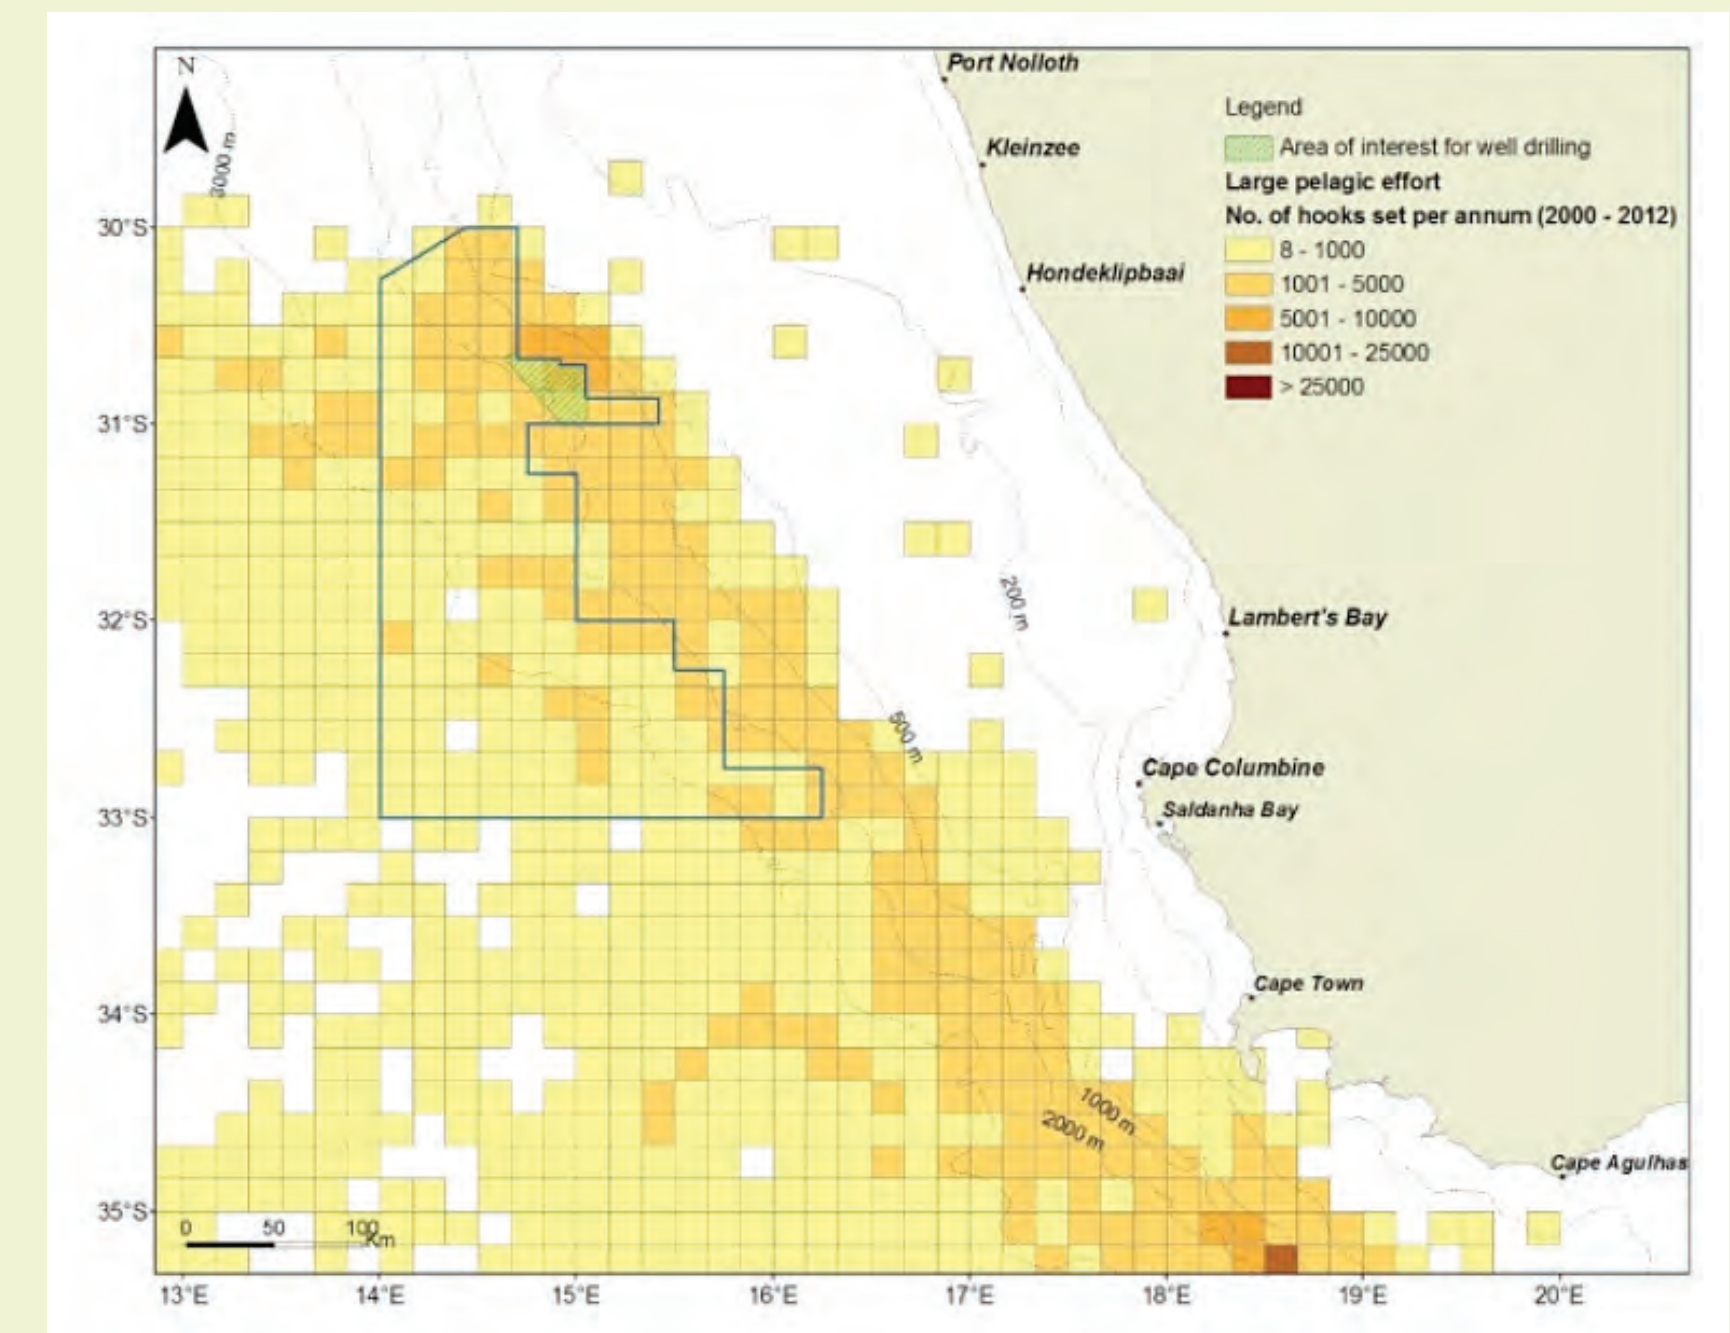 N
3000 m
Port Nolloth
Kleinzee
Hondeklipbaai
Legend
Area of interest for well drilling
Large pelagic effort
No. of hooks set per annum (2000 - 2012)
8 - 1000
1001 - 5000
5001 - 10000
10001 - 25000
> 25000
30°S
31°S
32°S
33°S
34°S
35°S
200 m
500 m
Lambert's Bay
Cape Columbine
Saldanha Bay
Cape Town
1000 m
2000 m
Cape Agulhas
0 50 100
Km
13°E 14°E 15°E 16°E 17°E 18°E 19°E 20°E